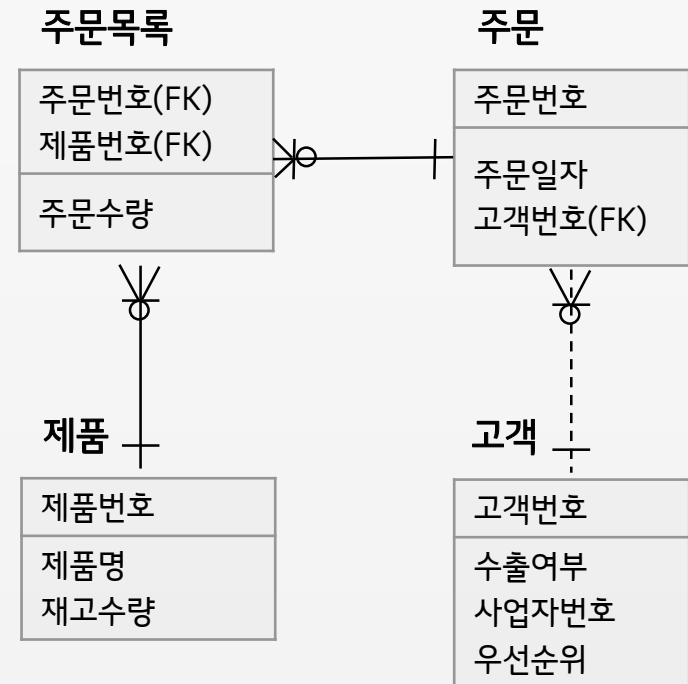 주문목록
주문번호(FK)
제품번호(FK)
주문수량
주문
주문번호
주문일자
고객번호(FK)
제품
제품번호
제품명
재고수량
고객
고객번호
수출여부
사업자번호
우선순위